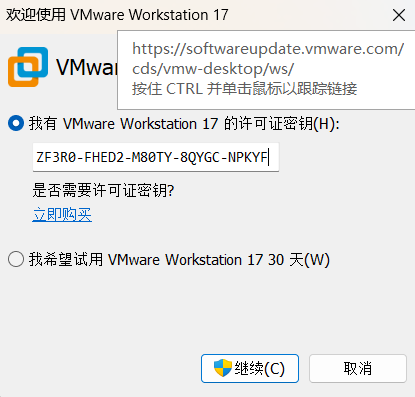 欢迎使用 VMware Workstation 17
https://softwareupdate.vmware.com/
cds/vmw-desktop/ws/
按住 CTRL 并单击鼠标以跟踪链接
VMwar
我有 VMware Workstation 17 的许可证密钥(H):
ZF3R0-FHED2-M80TY-8QYGC-NPKYF
是否需要许可证密钥?
立即购买
我希望试用 VMware Workstation 17 30 天(W)
继续(C)
取消